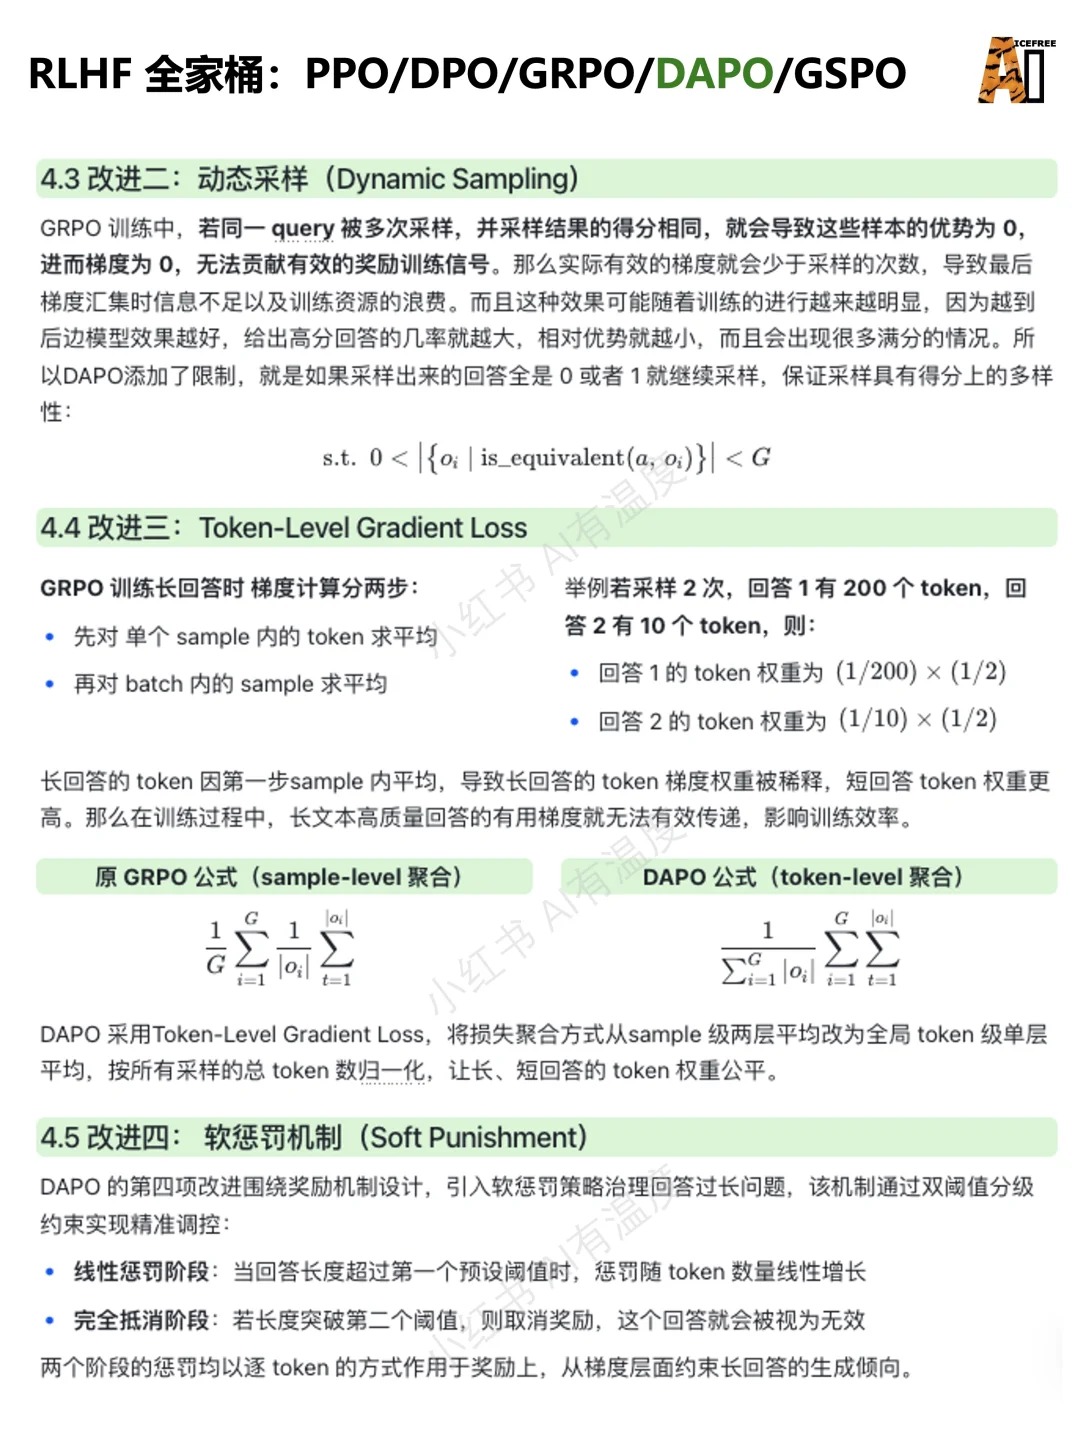 RLHF 全家桶：PPO/DPO/GRPO/DAPO/GSPO
AI ICEFREE
4.3 改进二：动态采样（Dynamic Sampling）
GRPO 训练中，若同一 query 被多次采样，并采样结果的得分相同，就会导致这些样本的优势为 0，
进而梯度为 0，无法贡献有效的奖励训练信号。那么实际有效的梯度就会少于采样的次数，导致最后
梯度汇集时信息不足以及训练资源的浪费。而且这种效果可能随着训练的进行越来越明显，因为越到
后边模型效果越好，给出高分回答的几率就越大，相对优势就越小，而且会出现很多满分的情况。所
以DAPO添加了限制，就是如果采样出来的回答全是 0 或者 1 就继续采样，保证采样具有得分上的多样
性：
s.t. 0 < |{o_i | is_equivalent(a, o_i)}| < G
4.4 改进三：Token-Level Gradient Loss
GRPO 训练长回答时 梯度计算分两步：
• 先对 单个 sample 内的 token 求平均
• 再对 batch 内的 sample 求平均
举例若采样 2 次，回答 1 有 200 个 token，回
答 2 有 10 个 token，则：
• 回答 1 的 token 权重为 (1/200) × (1/2)
• 回答 2 的 token 权重为 (1/10) × (1/2)
长回答的 token 因第一步sample 内平均，导致长回答的 token 梯度权重被稀释，短回答 token 权重更
高。那么在训练过程中，长文本高质量回答的有用梯度就无法有效传递，影响训练效率。
原 GRPO 公式（sample-level 聚合）
\frac{1}{G} \sum_{i=1}^{G} \frac{1}{|o_i|} \sum_{t=1}^{|o_i|}
DAPO 公式（token-level 聚合）
\frac{1}{\sum_{i=1}^{G} |o_i|} \sum_{i=1}^{G} \sum_{t=1}^{|o_i|}
DAPO 采用Token-Level Gradient Loss，将损失聚合方式从sample 级两层平均改为全局 token 级单层
平均，按所有采样的总 token 数归一化，让长、短回答的 token 权重公平。
4.5 改进四： 软惩罚机制（Soft Punishment）
DAPO 的第四项改进围绕奖励机制设计，引入软惩罚策略治理回答过长问题，该机制通过双阈值分级
约束实现精准调控：
• 线性惩罚阶段：当回答长度超过第一个预设阈值时，惩罚随 token 数量线性增长
• 完全抵消阶段：若长度突破第二个阈值，则取消奖励，这个回答就会被视为无效
两个阶段的惩罚均以逐 token 的方式作用于奖励上，从梯度层面约束长回答的生成倾向。
小红书 AI有温度
小红书 AI有温度
小红书 AI有温度